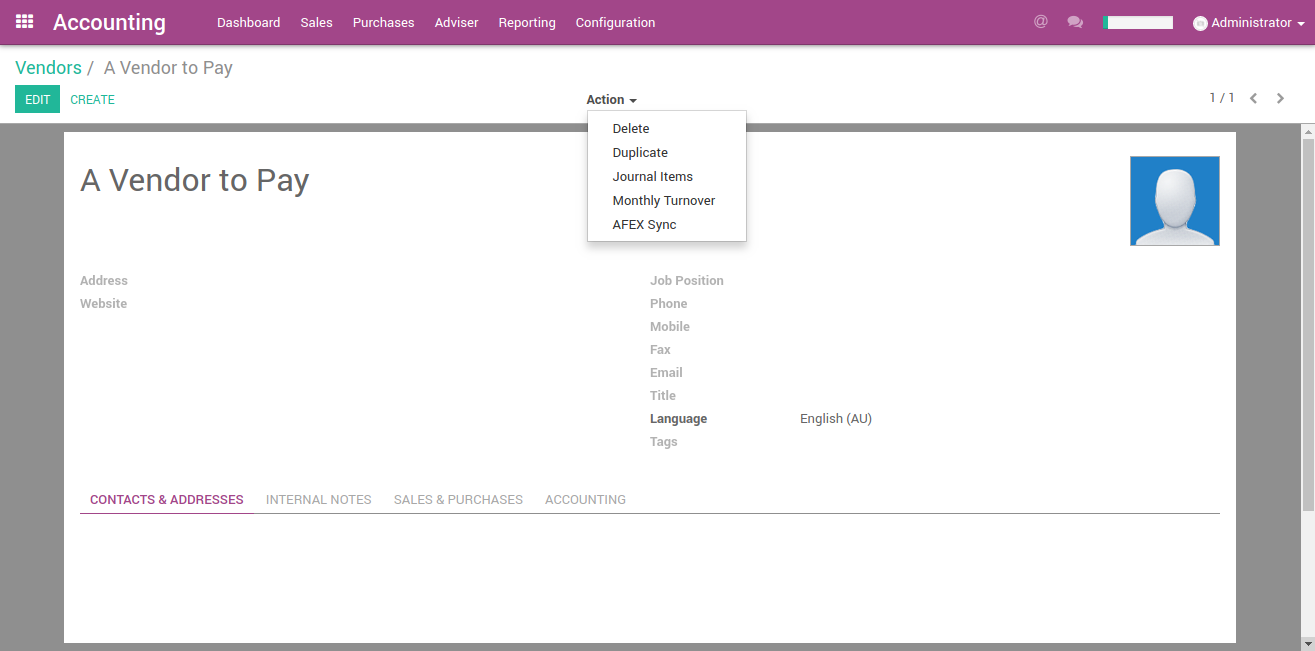 Accounting Dashboard Sales Purchases Adviser Reporting Configuration @ Administrator
Vendors / A Vendor to Pay
EDIT CREATE Action 1 / 1
Delete
Duplicate
Journal Items
Monthly Turnover
AFEX Sync
A Vendor to Pay
Address Job Position
Website Phone
Mobile
Fax
Email
Title
Language English (AU)
Tags
CONTACTS & ADDRESSES INTERNAL NOTES SALES & PURCHASES ACCOUNTING